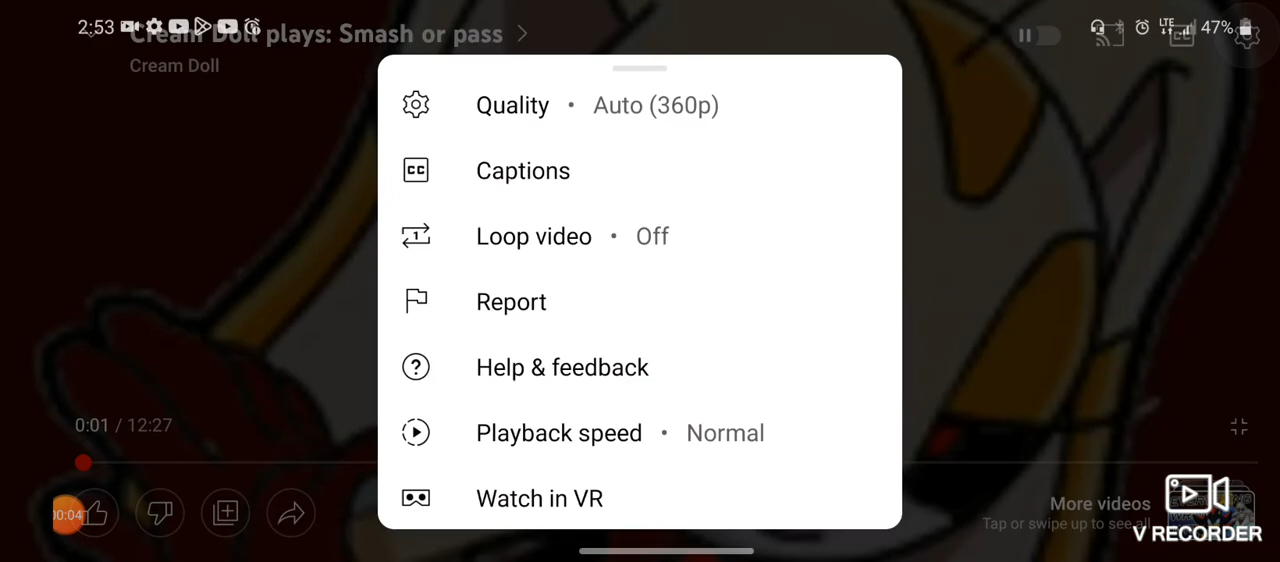 2:53
LTE
47%
Cream Doll plays: Smash or pass
Cream Doll
Quality • Auto (360p)
CC
Captions
1
Loop video • Off
Report
?
Help & feedback
Playback speed • Normal
Watch in VR
0:01 / 12:27
00:04
More videos
Tap or swipe up to see all
V RECORDER